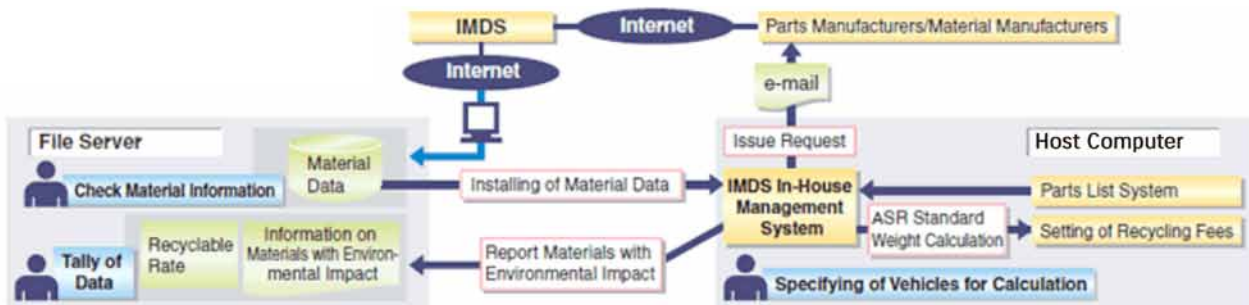 IMDS
Internet
Parts Manufacturers/Material Manufacturers
Internet
e-mail
File Server
Issue Request
Host Computer
Material
Data
Check Material Information
Installing of Material Data
IMDS In-House
Management
System
Parts List System
ASR Standard
Weight Calculation
Setting of Recycling Fees
Recyclable
Rate
Information on
Materials with Environ-
mental Impact
Report Materials with
Environmental Impact
Tally of
Data
Specifying of Vehicles for Calculation